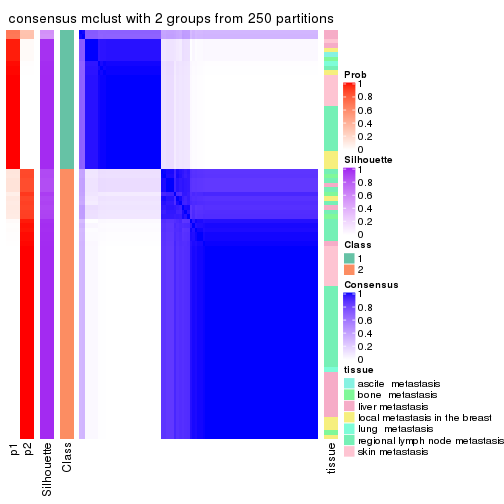 consensus mclust with 2 groups from 250 partitions
Prob
1
0.8
0.6
0.4
0.2
0
Silhouette
1
0.8
0.6
0.4
0.2
0
Class
1
2
Consensus
1
0.8
0.6
0.4
0.2
0
tissue
ascite metastasis
bone metastasis
liver metastasis
local metastasis in the breast
lung metastasis
regional lymph node metastasis
skin metastasis
p1
p2
Silhouette
Class
tissue